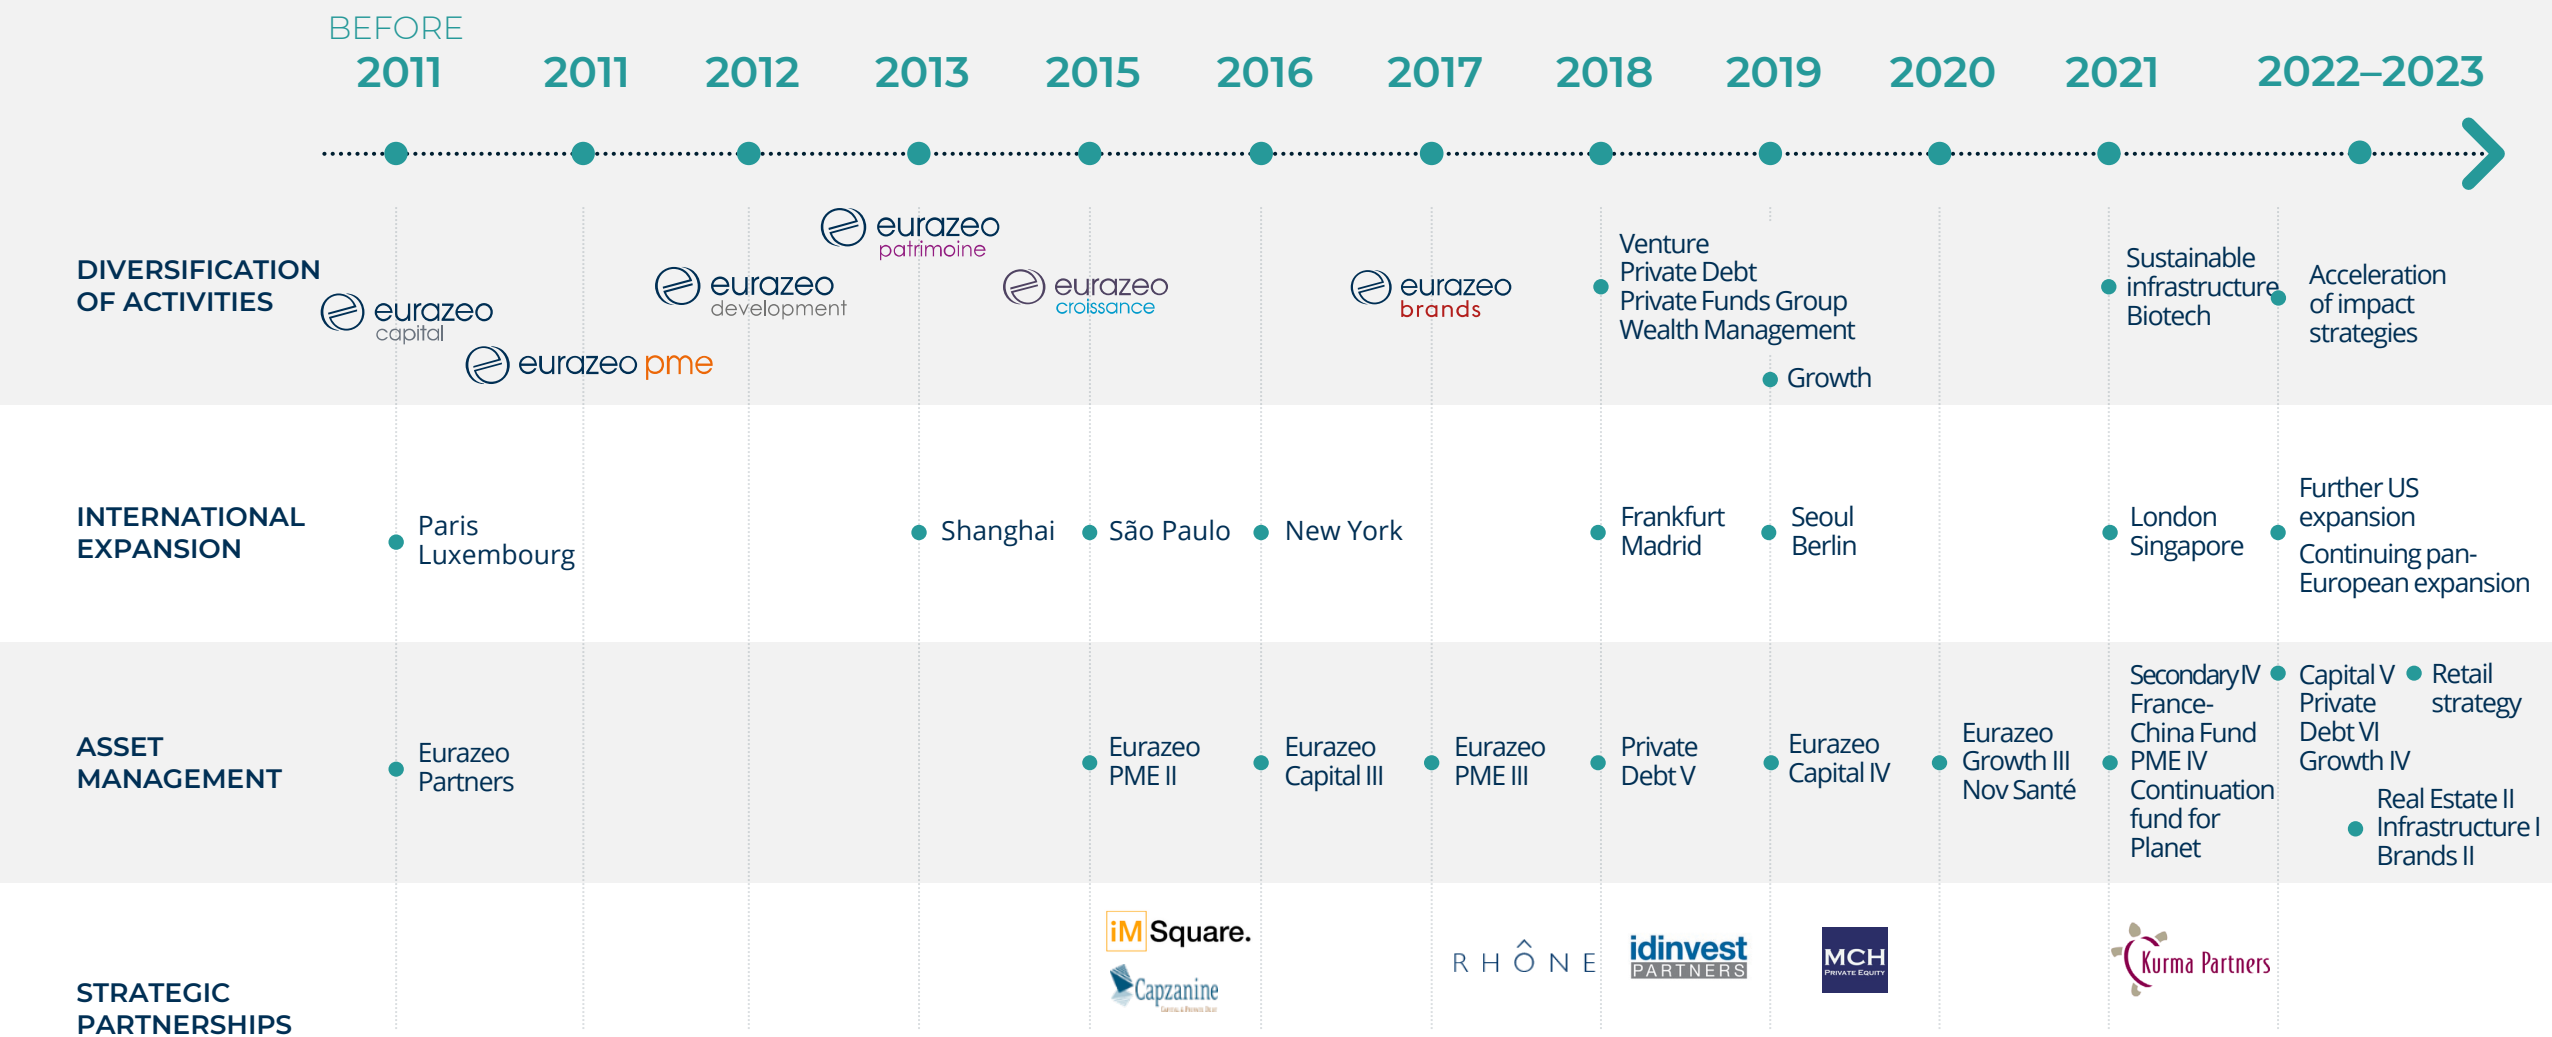 BEFORE
2011 2011 2012 2013 2015 2016 2017 2018 2019 2020 2021 2022–2023
DIVERSIFICATION
OF ACTIVITIES
eurazeo
capital
eurazeo pme
eurazeo
development
eurazeo
patrimoine
eurazeo
croissance
eurazeo
brands
Venture
Private Debt
Private Funds Group
Wealth Management
Growth
Sustainable
infrastructure
Biotech
Acceleration
of impact
strategies
INTERNATIONAL
EXPANSION
Paris
Luxembourg
Shanghai
São Paulo
New York
Frankfurt
Madrid
Seoul
Berlin
London
Singapore
Further US
expansion
Continuing pan-
European expansion
ASSET
MANAGEMENT
Eurazeo
Partners
Eurazeo
PME II
Eurazeo
Capital III
Eurazeo
PME III
Private
Debt V
Eurazeo
Capital IV
Eurazeo
Growth III
Nov Santé
Secondary IV
France-
China Fund
PME IV
Continuation
fund for
Planet
Capital V
Private
Debt VI
Growth IV
Retail
strategy
Real Estate II
Infrastructure I
Brands II
STRATEGIC
PARTNERSHIPS
iM Square.
Capzanine
CAPITAL & PRIVATE DEBT
RHÔNE
idinvest
PARTNERS
MCH
PRIVATE EQUITY
Kurma Partners